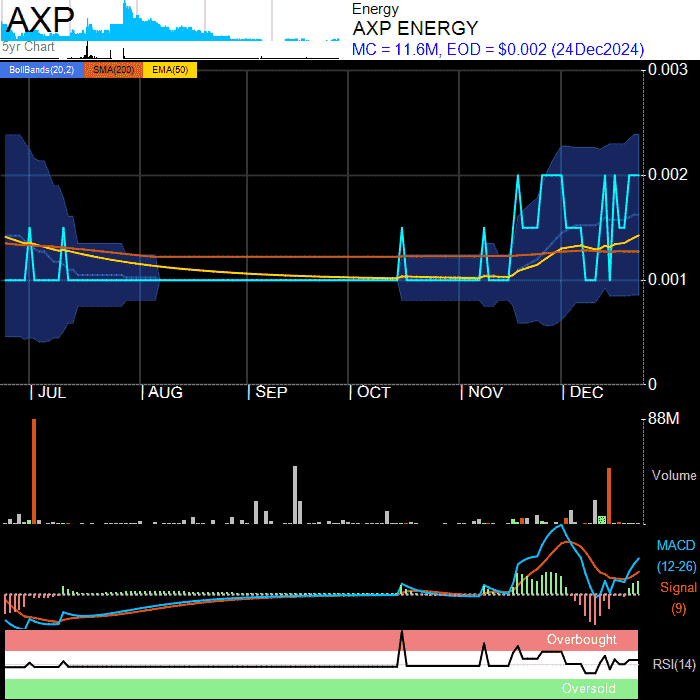 AXP
5yr Chart
Energy
AXP ENERGY
MC = 11.6M, EOD = $0.002 (24Dec2024)
BollBands(20,2) SMA(200) EMA(50)
0.003
0.002
0.001
0
JUL AUG SEP OCT NOV DEC
88M
Volume
MACD
(12-26)
Signal
(9)
Overbought
RSI(14)
Oversold